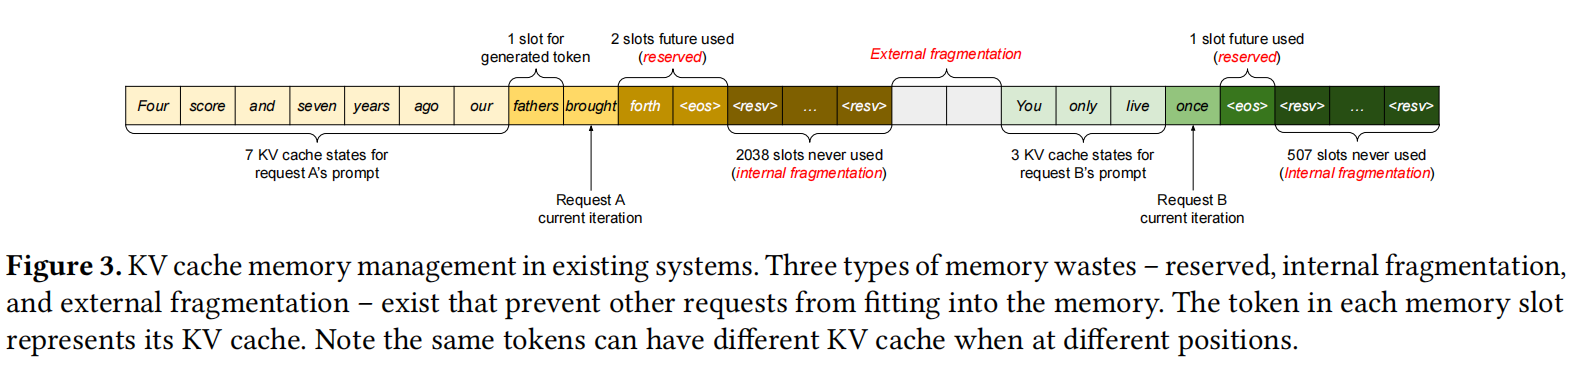 1 slot for
generated token
2 slots future used
(reserved)
External fragmentation
1 slot future used
(reserved)
Four score and seven years ago our fathers brought forth <eos> <resv> ... <resv> You only live once <eos> <resv> ... <resv>
7 KV cache states for
request A's prompt
2038 slots never used
(internal fragmentation)
3 KV cache states for
request B's prompt
507 slots never used
(Internal fragmentation)
Request A
current iteration
Request B
current iteration
Figure 3. KV cache memory management in existing systems. Three types of memory wastes – reserved, internal fragmentation,
and external fragmentation – exist that prevent other requests from fitting into the memory. The token in each memory slot
represents its KV cache. Note the same tokens can have different KV cache when at different positions.